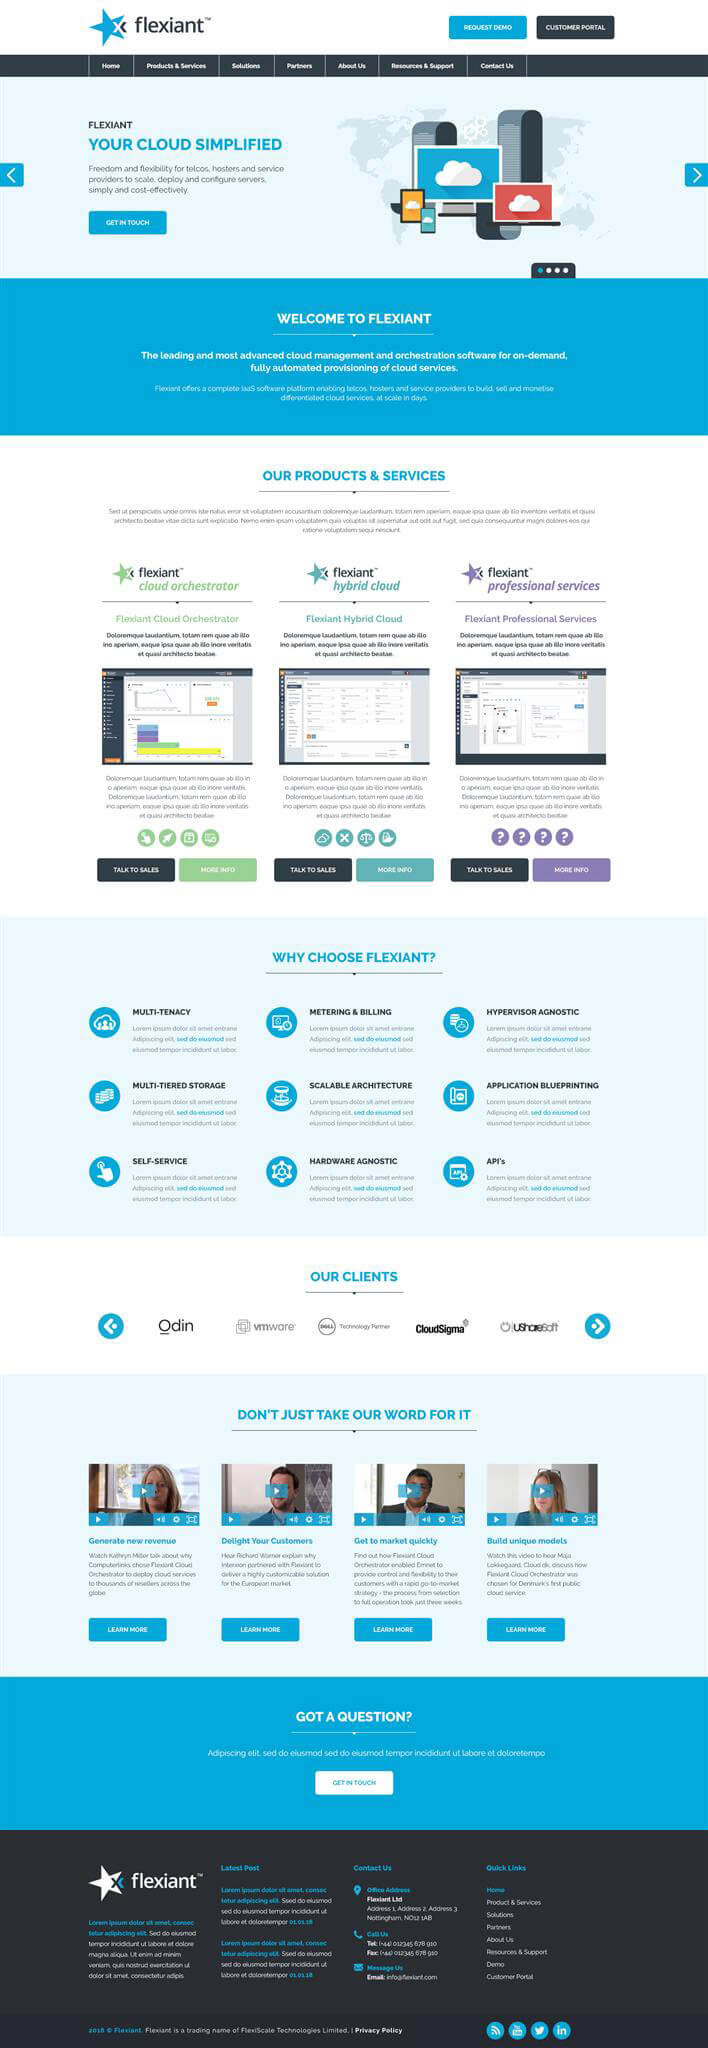 flexiant™
REQUEST DEMO
CUSTOMER PORTAL
Home
Products & Services
Solutions
Partners
About Us
Resources & Support
Contact Us
FLEXIANT
YOUR CLOUD SIMPLIFIED
Freedom and flexibility for telcos, hosters and service
providers to scale, deploy and configure servers,
simply and cost-effectively.
GET IN TOUCH
WELCOME TO FLEXIANT
The leading and most advanced cloud management and orchestration software for on-demand,
fully automated provisioning of cloud services.
Flexiant offers a complete IaaS software platform enabling telcos, hosters and service providers to build, sell and monetise
differentiated cloud services, at scale in days.
OUR PRODUCTS & SERVICES
Sed ut perspiciatis unde omnis iste natus error sit voluptatem accusantium doloremque laudantium, totam rem aperiam, eaque ipsa quae ab illo inventore veritatis et quasi
architecto beatae vitae dicta sunt explicabo. Nemo enim ipsam voluptatem quia voluptas sit aspernatur aut odit aut fugit, sed quia consequuntur magni dolores eos qui
ratione voluptatem sequi nesciunt.
flexiant™
cloud orchestrator
Flexiant Cloud Orchestrator
Doloremque laudantium, totam rem quae ab illo
ino aperiam, eaque ipsa quae ab illo inore veritatis
et quasi architecto beatae.
Doloremque laudantium, totam rem quae ab illo in
o aperiam, eaque ipsa quae ab illo inore veritatis
Doloremque laudantium, totam rem quae ab illo
ino aperiam, eaque ipsa quae ab illo inore veritatis
et quasi architecto beatae
TALK TO SALES
MORE INFO
flexiant™
hybrid cloud
Flexiant Hybrid Cloud
Doloremque laudantium, totam rem quae ab illo
ino aperiam, eaque ipsa quae ab illo inore veritatis
et quasi architecto beatae.
Doloremque laudantium, totam rem quae ab illo in
o aperiam, eaque ipsa quae ab illo inore veritatis
Doloremque laudantium, totam rem quae ab illo
ino aperiam, eaque ipsa quae ab illo inore veritatis
et quasi architecto beatae
TALK TO SALES
MORE INFO
flexiant™
professional services
Flexiant Professional Services
Doloremque laudantium, totam rem quae ab illo
ino aperiam, eaque ipsa quae ab illo inore veritatis
et quasi architecto beatae.
Doloremque laudantium, totam rem quae ab illo in
o aperiam, eaque ipsa quae ab illo inore veritatis
Doloremque laudantium, totam rem quae ab illo
ino aperiam, eaque ipsa quae ab illo inore veritatis
et quasi architecto beatae
? ? ? ?
TALK TO SALES
MORE INFO
WHY CHOOSE FLEXIANT?
MULTI-TENACY
Lorem ipsum dolor sit amet entrane
Adipiscing elit, sed do eiusmod sed
eiusmod tempor incididunt ut labor.
METERING & BILLING
Lorem ipsum dolor sit amet entrane
Adipiscing elit, sed do eiusmod sed
eiusmod tempor incididunt ut labor.
HYPERVISOR AGNOSTIC
Lorem ipsum dolor sit amet entrane
Adipiscing elit, sed do eiusmod sed
eiusmod tempor incididunt ut labor.
MULTI-TIERED STORAGE
Lorem ipsum dolor sit amet entrane
Adipiscing elit, sed do eiusmod sed
eiusmod tempor incididunt ut labor.
SCALABLE ARCHITECTURE
Lorem ipsum dolor sit amet entrane
Adipiscing elit, sed do eiusmod sed
eiusmod tempor incididunt ut labor.
APPLICATION BLUEPRINTING
Lorem ipsum dolor sit amet entrane
Adipiscing elit, sed do eiusmod sed
eiusmod tempor incididunt ut labor.
SELF-SERVICE
Lorem ipsum dolor sit amet entrane
Adipiscing elit, sed do eiusmod sed
eiusmod tempor incididunt ut labor.
HARDWARE AGNOSTIC
Lorem ipsum dolor sit amet entrane
Adipiscing elit, sed do eiusmod sed
eiusmod tempor incididunt ut labor.
API
API's
Lorem ipsum dolor sit amet entrane
Adipiscing elit, sed do eiusmod sed
eiusmod tempor incididunt ut labor.
OUR CLIENTS
Odin
vmware
DELL Technology Partner
CloudSigma
UShareSoft
DON'T JUST TAKE OUR WORD FOR IT
Generate new revenue
Watch Kathryn Miller talk about why
Computerlinks chose Flexiant Cloud
Orchestrator to deploy cloud services
to thousands of resellers across the
globe.
LEARN MORE
Delight Your Customers
Hear Richard Warner explain why
Interxion partnered with Flexiant to
deliver a highly customizable solution
for the European market.
LEARN MORE
Get to market quickly
Find out how Flexiant Cloud
Orchestrator enabled Emnet to
provide control and flexibility to their
customers with a rapid go-to-market
strategy - the process from selection
to full operation took just three weeks.
LEARN MORE
Build unique models
Watch this video to hear Maja
Løkkegaard, Cloud.dk, discuss how
Flexiant Cloud Orchestrator was
chosen for Denmark's first public
cloud service.
LEARN MORE
GOT A QUESTION?
Adipiscing elit, sed do eiusmod sed do eiusmod tempor incididunt ut labore et doloretempo
GET IN TOUCH
flexiant™
Lorem ipsum dolor sit amet, consec
tetur adipiscing elit. Sed do eiusmod
tempor incididunt ut labore et dolore
magna aliqua. Ut enim ad minim
veniam, quis nostrud exercitation ut
dolor sit amet, consectetur adipis
Latest Post
Lorem ipsum dolor sit amet, consec
tetur adipiscing elit. Sed do eiusmod
sed do eiusmod tempor incididunt ut
labore et doloretempor 01.01.18
Lorem ipsum dolor sit amet, consec
tetur adipiscing elit. Sed do eiusmod
sed do eiusmod tempor incididunt ut
labore et doloretempor 01.01.18
Contact Us
Office Address
Flexiant Ltd
Address 1, Address 2, Address 3
Nottingham, NO12 1AB
Call Us
Tel: (+44) 012345 678 910
Fax: (+44) 012345 678 910
Message Us
Email: info@flexiant.com
Quick Links
Home
Product & Services
Solutions
Partners
About Us
Resources & Support
Demo
Customer Portal
2018 © Flexiant. Flexiant is a trading name of FlexiScale Technologies Limited, | Privacy Policy
You Tube
in